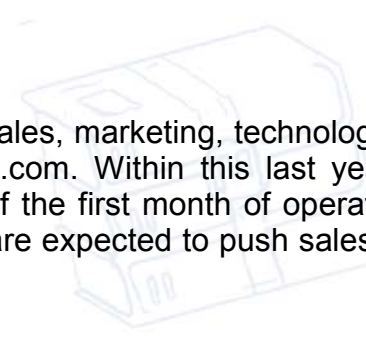 ales, marketing, technolog
.com. Within this last ye
f the first month of operat
are expected to push sales